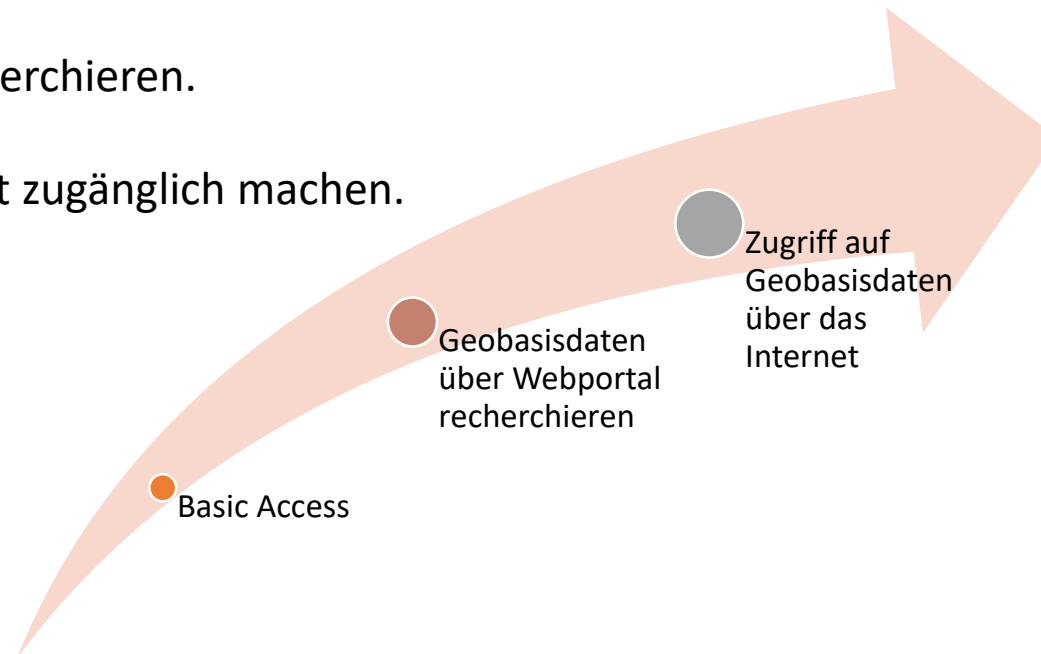 erchieren.
t zugänglich machen.
Zugriff auf
Geobasisdaten
über das
Internet
Geobasisdaten
über Webportal
recherchieren
Basic Access